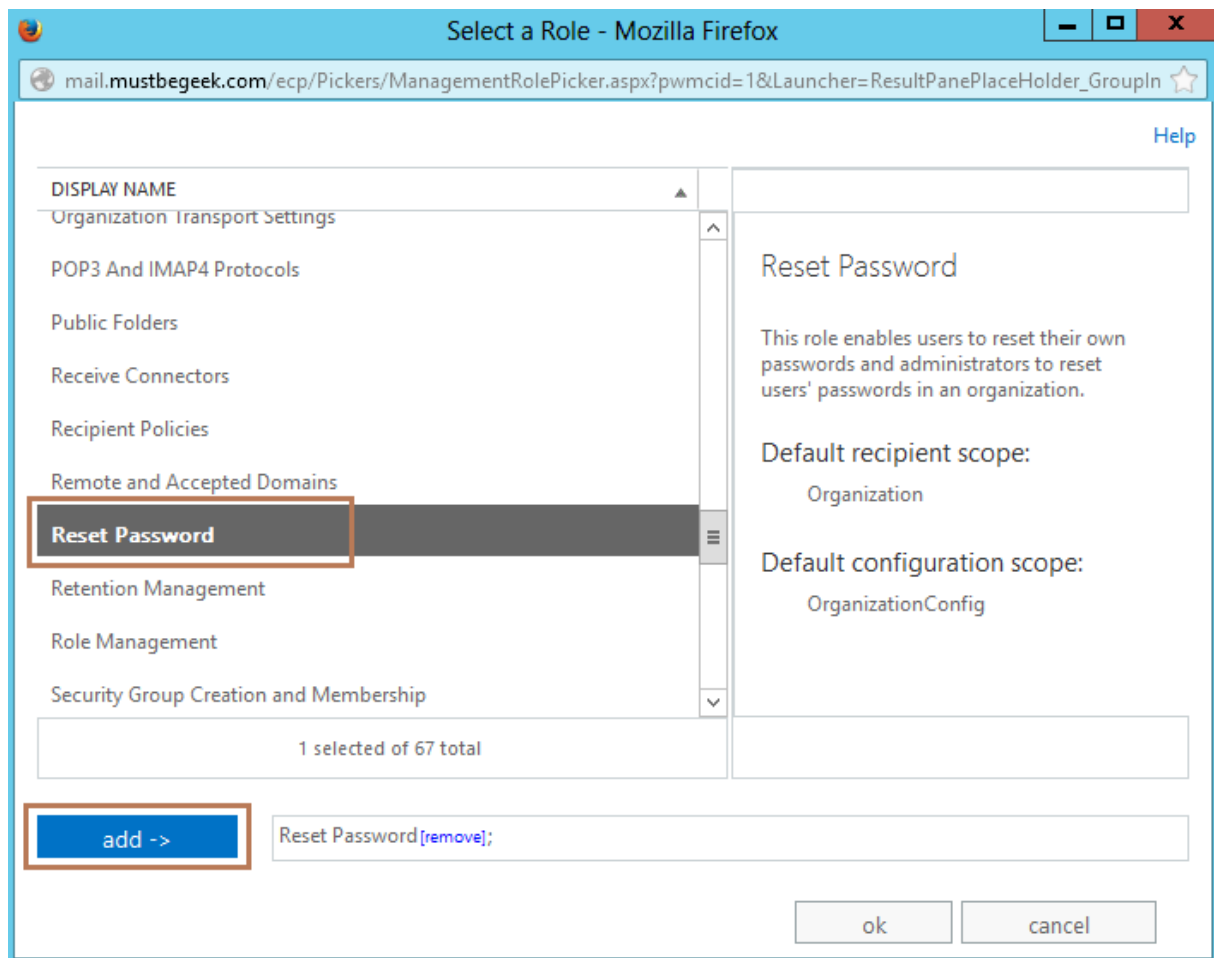 Select a Role - Mozilla Firefox
mail.mustbegeek.com/ecp/Pickers/ManagementRolePicker.aspx?pwmcid=1&Launcher=ResultPanePlaceHolder_GroupIn
Help
DISPLAY NAME
Organization Transport Settings
POP3 And IMAP4 Protocols
Public Folders
Receive Connectors
Recipient Policies
Remote and Accepted Domains
Reset Password
Retention Management
Role Management
Security Group Creation and Membership
1 selected of 67 total
Reset Password
This role enables users to reset their own
passwords and administrators to reset
users' passwords in an organization.
Default recipient scope:
Organization
Default configuration scope:
OrganizationConfig
add ->
Reset Password[remove];
ok
cancel